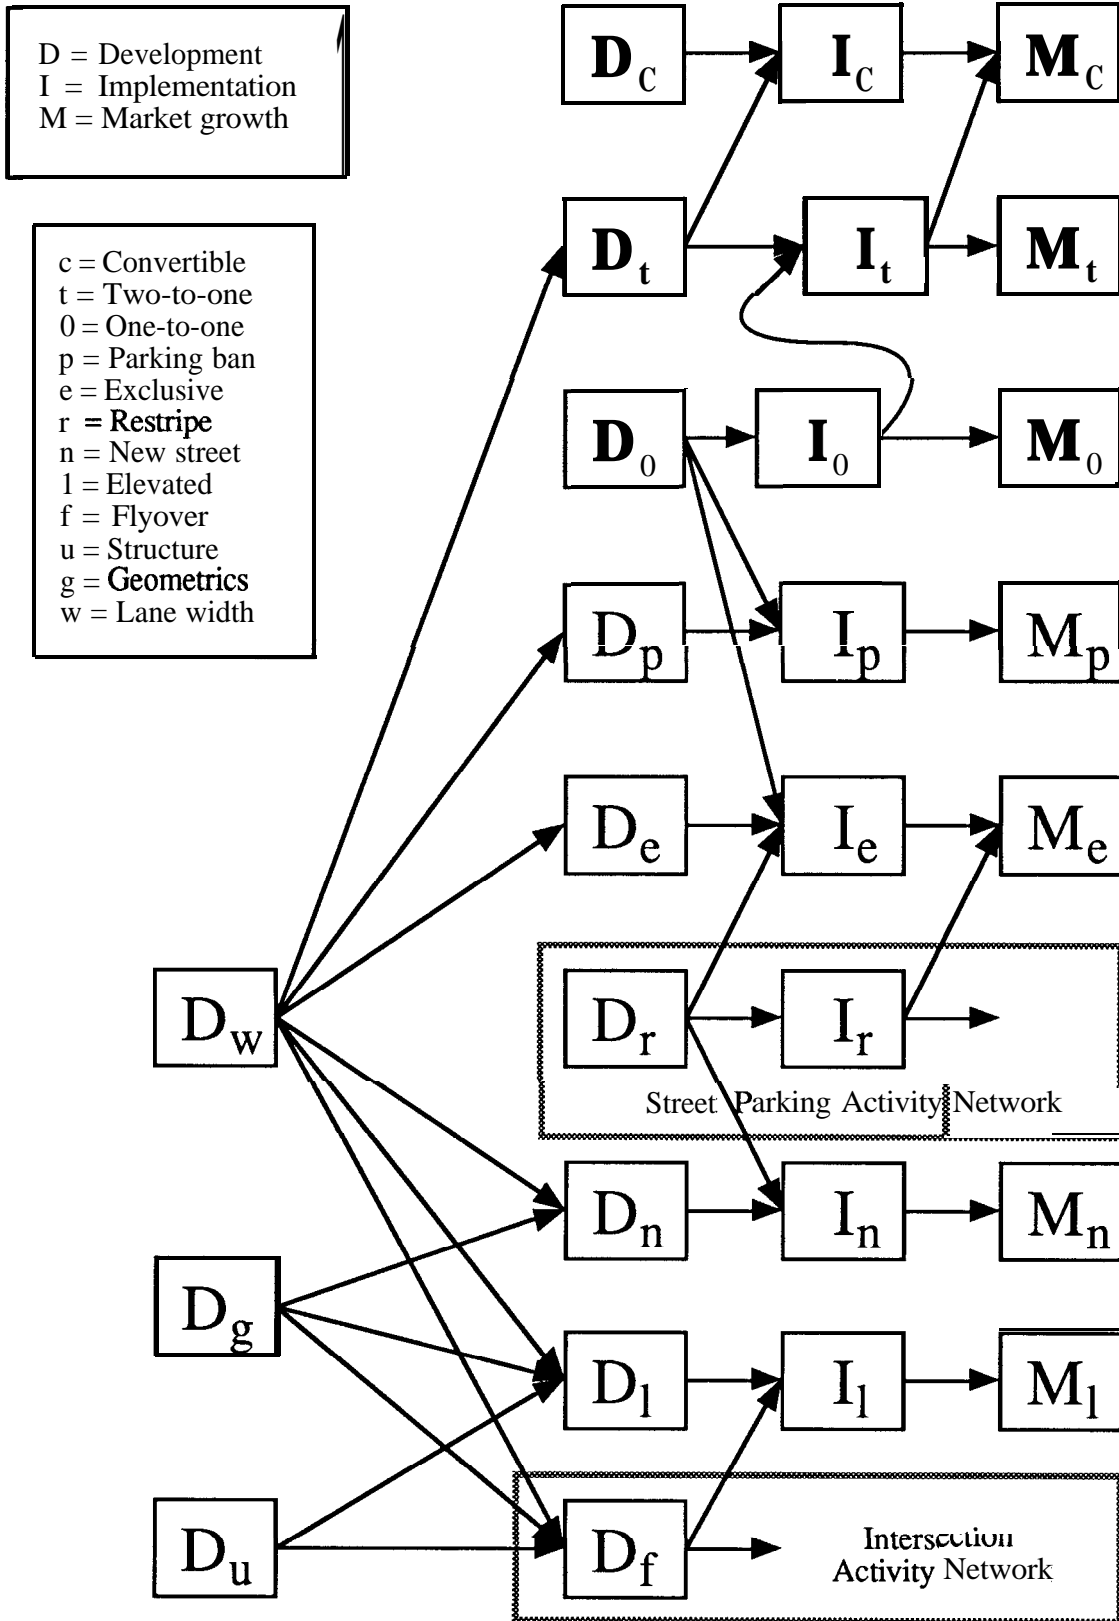 D = Development
I = Implementation
M = Market growth
c = Convertible
t = Two-to-one
0 = One-to-one
p = Parking ban
e = Exclusive
r = Restripe
n = New street
1 = Elevated
f = Flyover
u = Structure
g = Geometrics
w = Lane width
Dc Ic Mc
Dt It Mt
D0 I0 M0
Dp Ip Mp
De Ie Me
Dw
Dr Ir
Street Parking Activity Network
Dn In Mn
Dg
Dl Il Ml
Du
Df
Intersection
Activity Network